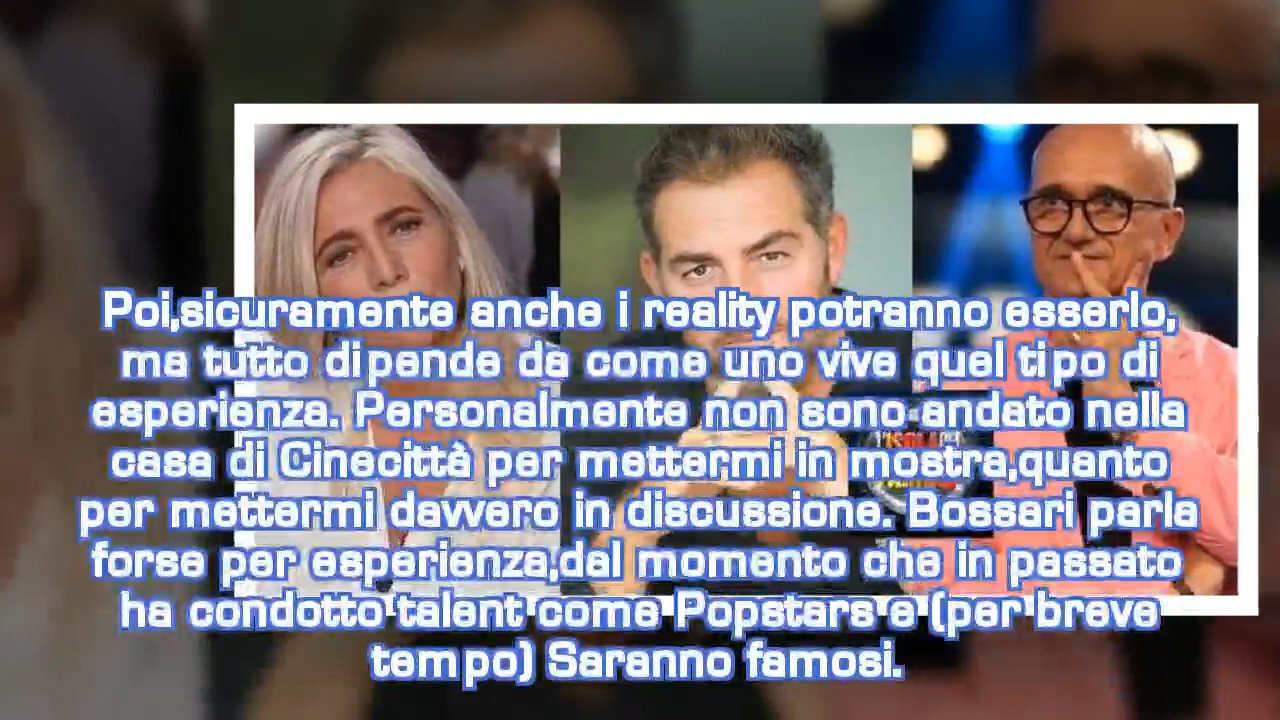 Poi,sicuramente anche i reality potranno esserlo,
ma tutto dipende da come uno vive quel tipo di
esperienza. Personalmente non sono andato nella
casa di Cinecittà per mettermi in mostra,quanto
per mettermi davvero in discussione. Bossari parla
forse per esperienza,dal momento che in passato
ha condotto talent come Popstars e (per breve
tempo) Saranno famosi.